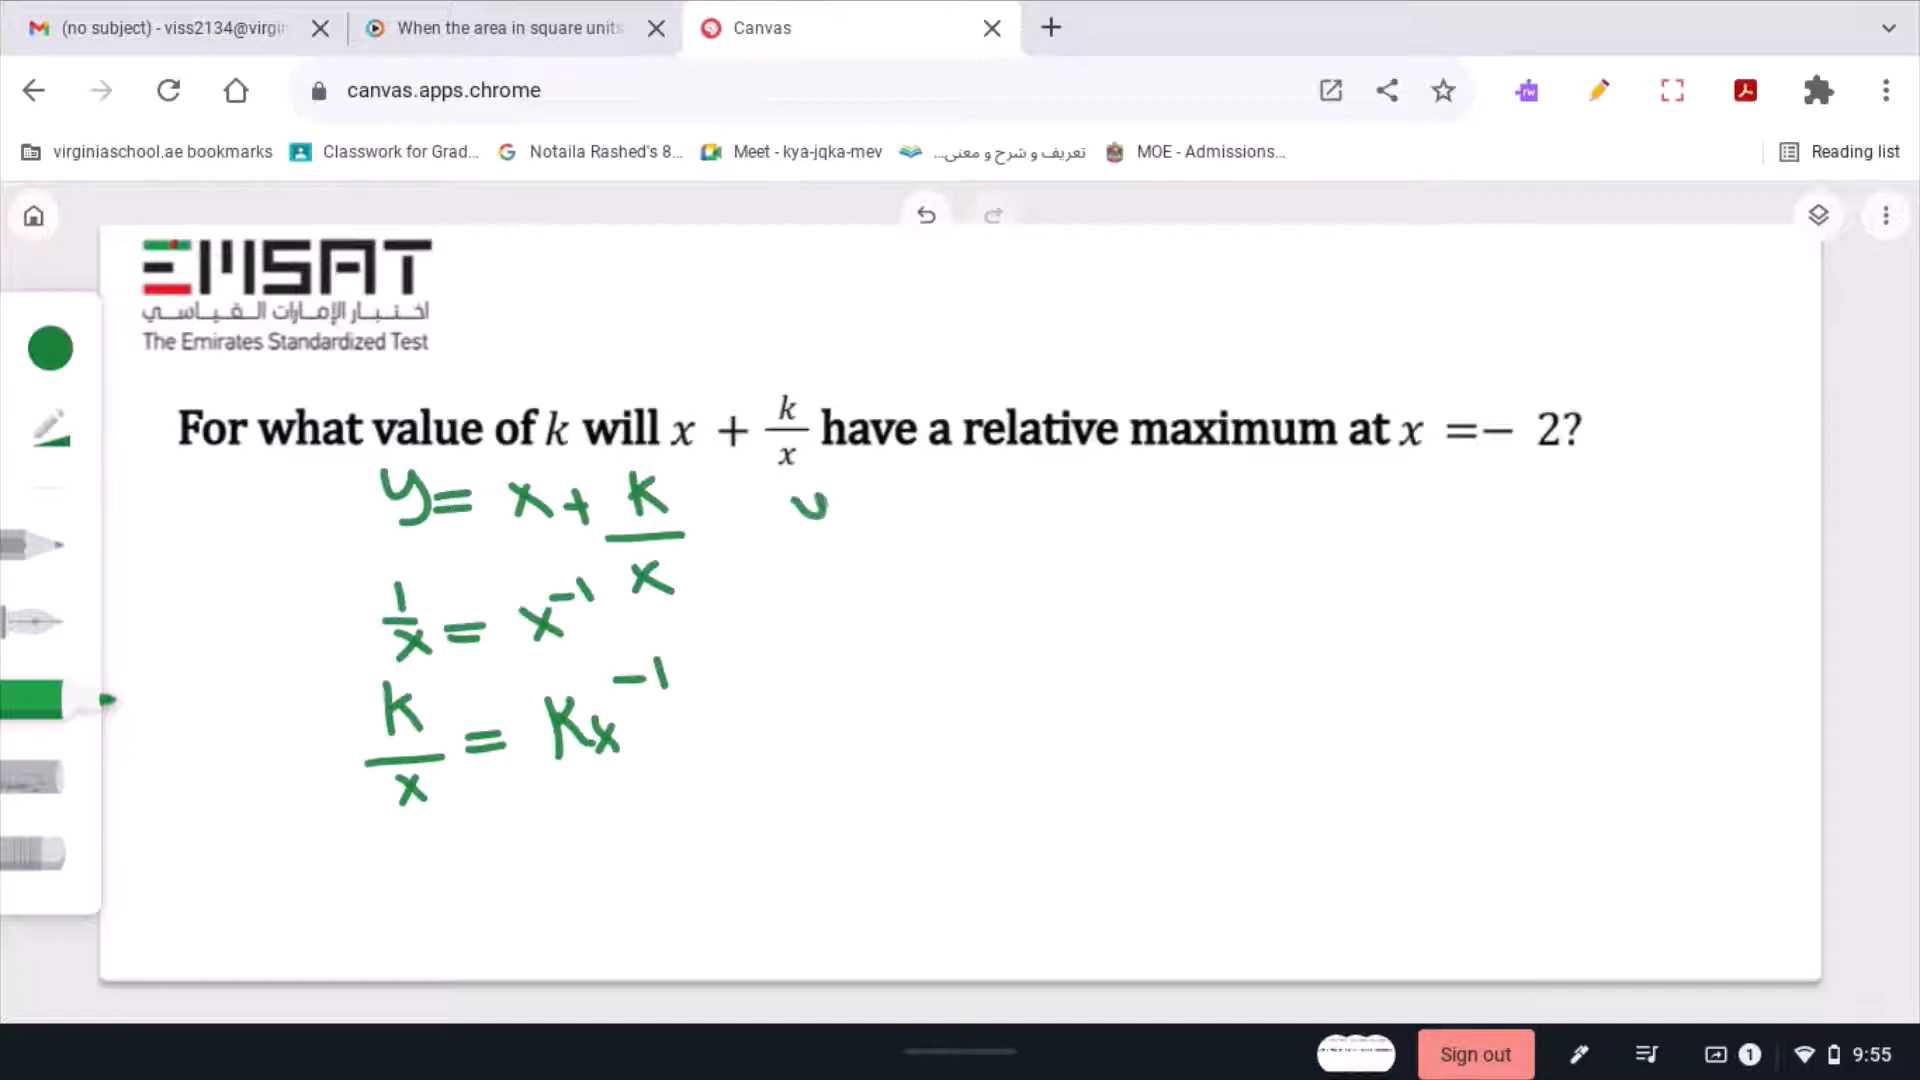 (no subject) - viss2134@virgin
When the area in square units
Canvas
canvas.apps.chrome
virginiaschool.ae bookmarks
Classwork for Grad...
Notaila Rashed's 8...
Meet - kya-jqka-mev
تعريف و شرح و معنى...
MOE - Admissions...
Reading list
EMSAT
اختبار الإمارات القياسي
The Emirates Standardized Test
For what value of k will x + k/x have a relative maximum at x =− 2?
y= x+ k/x
1/x = x⁻¹
k/x = Kx⁻¹
Sign out
1
9:55